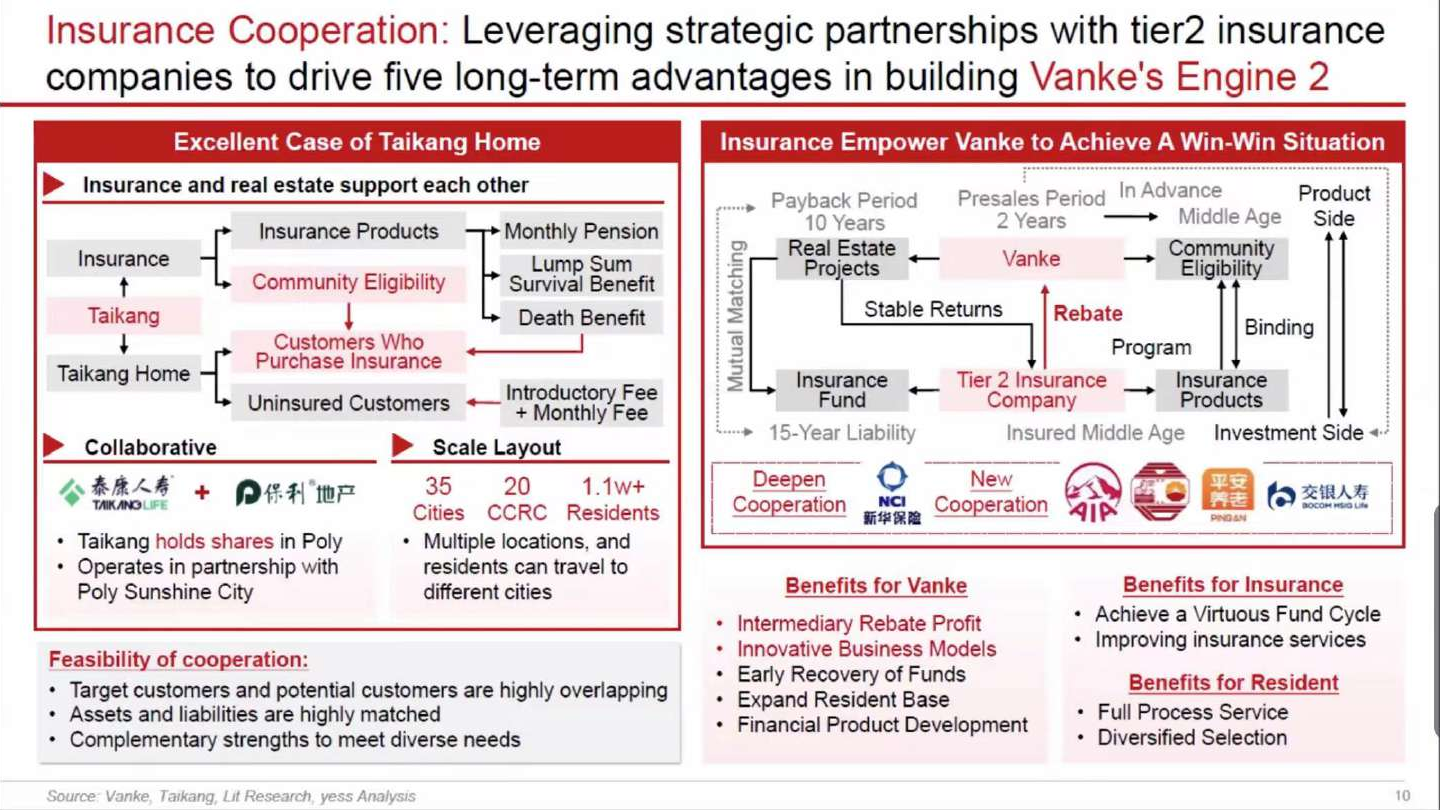 Insurance Cooperation: Leveraging strategic partnerships with tier2 insurance
companies to drive five long-term advantages in building Vanke's Engine 2
Excellent Case of Taikang Home
Insurance and real estate support each other
Insurance
Taikang
Taikang Home
Insurance Products
Community Eligibility
Customers Who
Purchase Insurance
Uninsured Customers
Monthly Pension
Lump Sum
Survival Benefit
Death Benefit
Introductory Fee
+ Monthly Fee
Collaborative
泰康人寿
TAIKANG LIFE
+
保利®地产
• Taikang holds shares in Poly
• Operates in partnership with
Poly Sunshine City
Scale Layout
35
Cities
20
CCRC
1.1w+
Residents
• Multiple locations, and
residents can travel to
different cities
Feasibility of cooperation:
• Target customers and potential customers are highly overlapping
• Assets and liabilities are highly matched
• Complementary strengths to meet diverse needs
Insurance Empower Vanke to Achieve A Win-Win Situation
Payback Period
10 Years
Presales Period
2 Years
In Advance
Middle Age
Product
Side
Mutual Matching
Real Estate
Projects
Vanke
Community
Eligibility
Stable Returns
Rebate
Program
Binding
Insurance
Fund
Tier 2 Insurance
Company
Insurance
Products
15-Year Liability
Insured Middle Age
Investment Side
Deepen
Cooperation
NCI
新华保险
New
Cooperation
AIA
平安
养老
PINGAN
交银人寿
BOCOM MSIG Life
Benefits for Vanke
• Intermediary Rebate Profit
• Innovative Business Models
• Early Recovery of Funds
• Expand Resident Base
• Financial Product Development
Benefits for Insurance
• Achieve a Virtuous Fund Cycle
• Improving insurance services
Benefits for Resident
• Full Process Service
• Diversified Selection
Source: Vanke, Taikang, Lit Research, yess Analysis
10